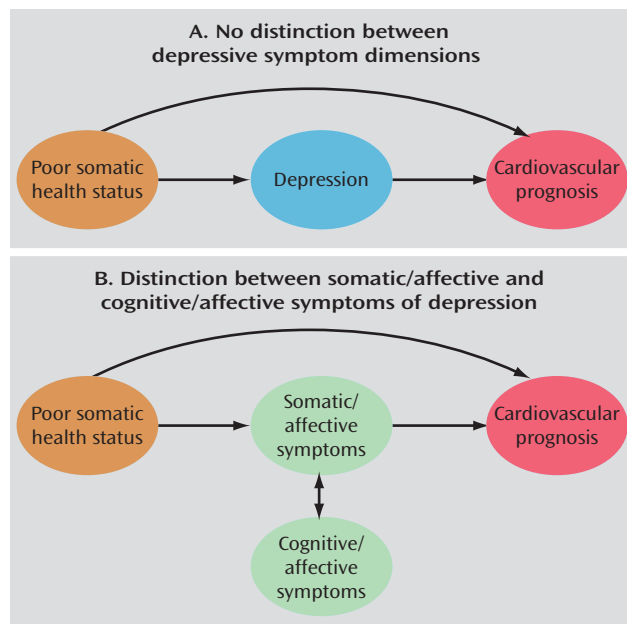 A. No distinction between
depressive symptom dimensions
Poor somatic
health status
Depression
Cardiovascular
prognosis
B. Distinction between somatic/affective and
cognitive/affective symptoms of depression
Poor somatic
health status
Somatic/
affective
symptoms
Cardiovascular
prognosis
Cognitive/
affective
symptoms